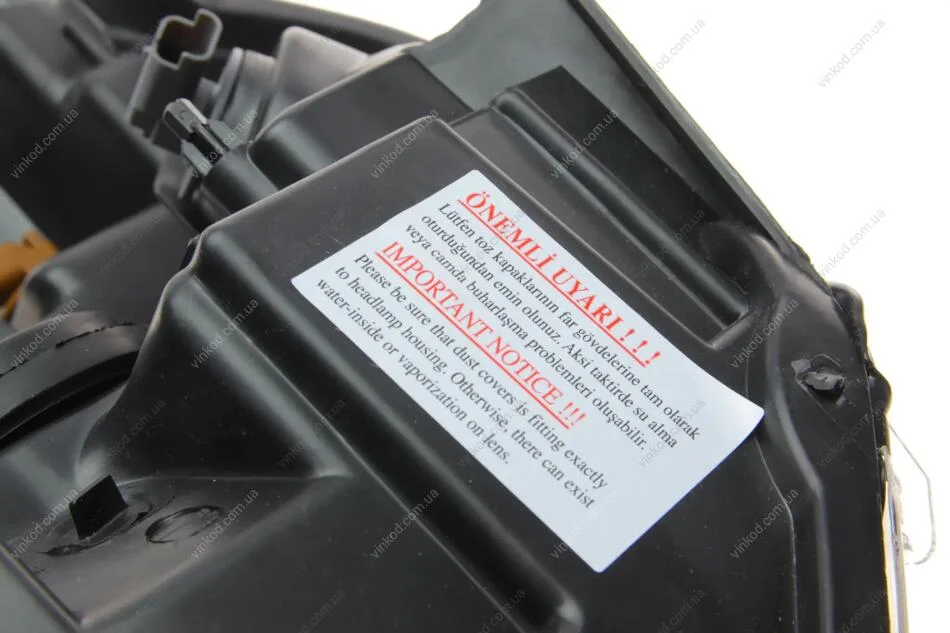 ÖNEMLİ UYARI ! ! !
Lütfen toz kapaklarının far gövdelerine tam olarak
oturduğundan emin olunuz. Aksi taktirde su alma
veya camda buharlaşma problemleri oluşabilir.
IMPORTANT NOTICE !!!
Please be sure that dust covers is fitting exactly
to headlamp housing. Otherwise, there can exist
water-inside or vaporization on lens.
vinkod.com.ua